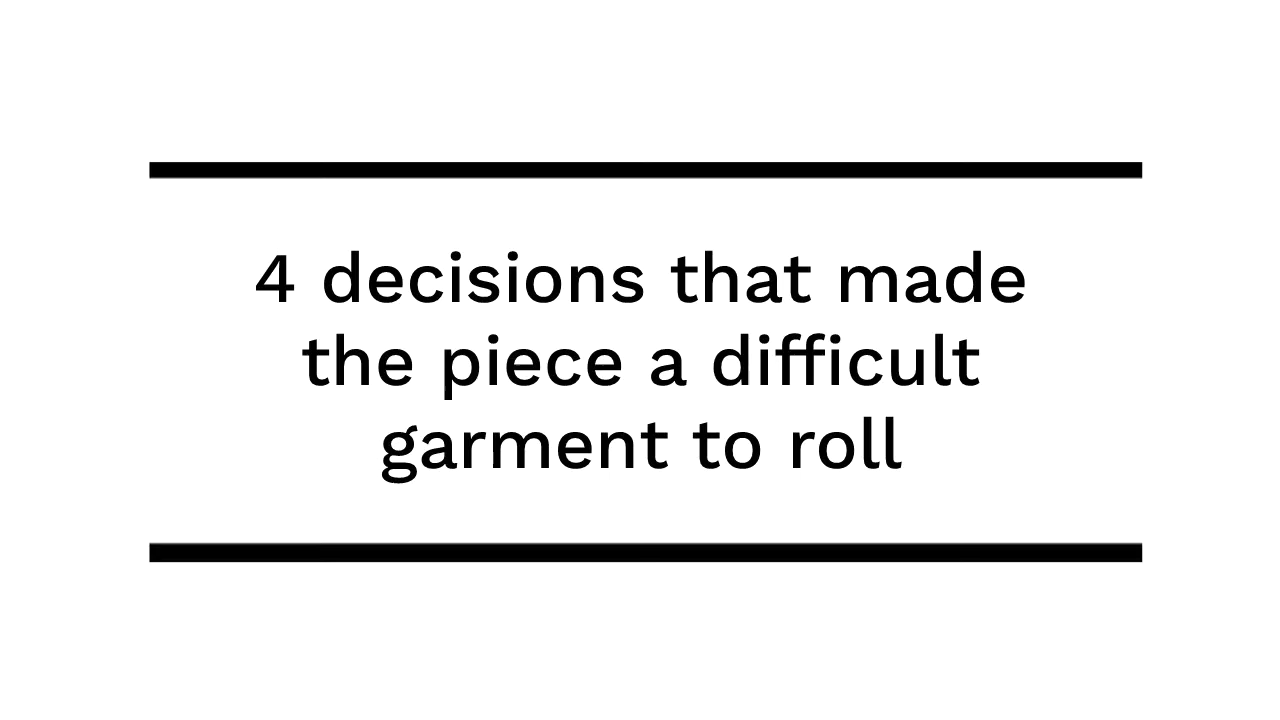 4 decisions that made
the piece a difficult
garment to roll